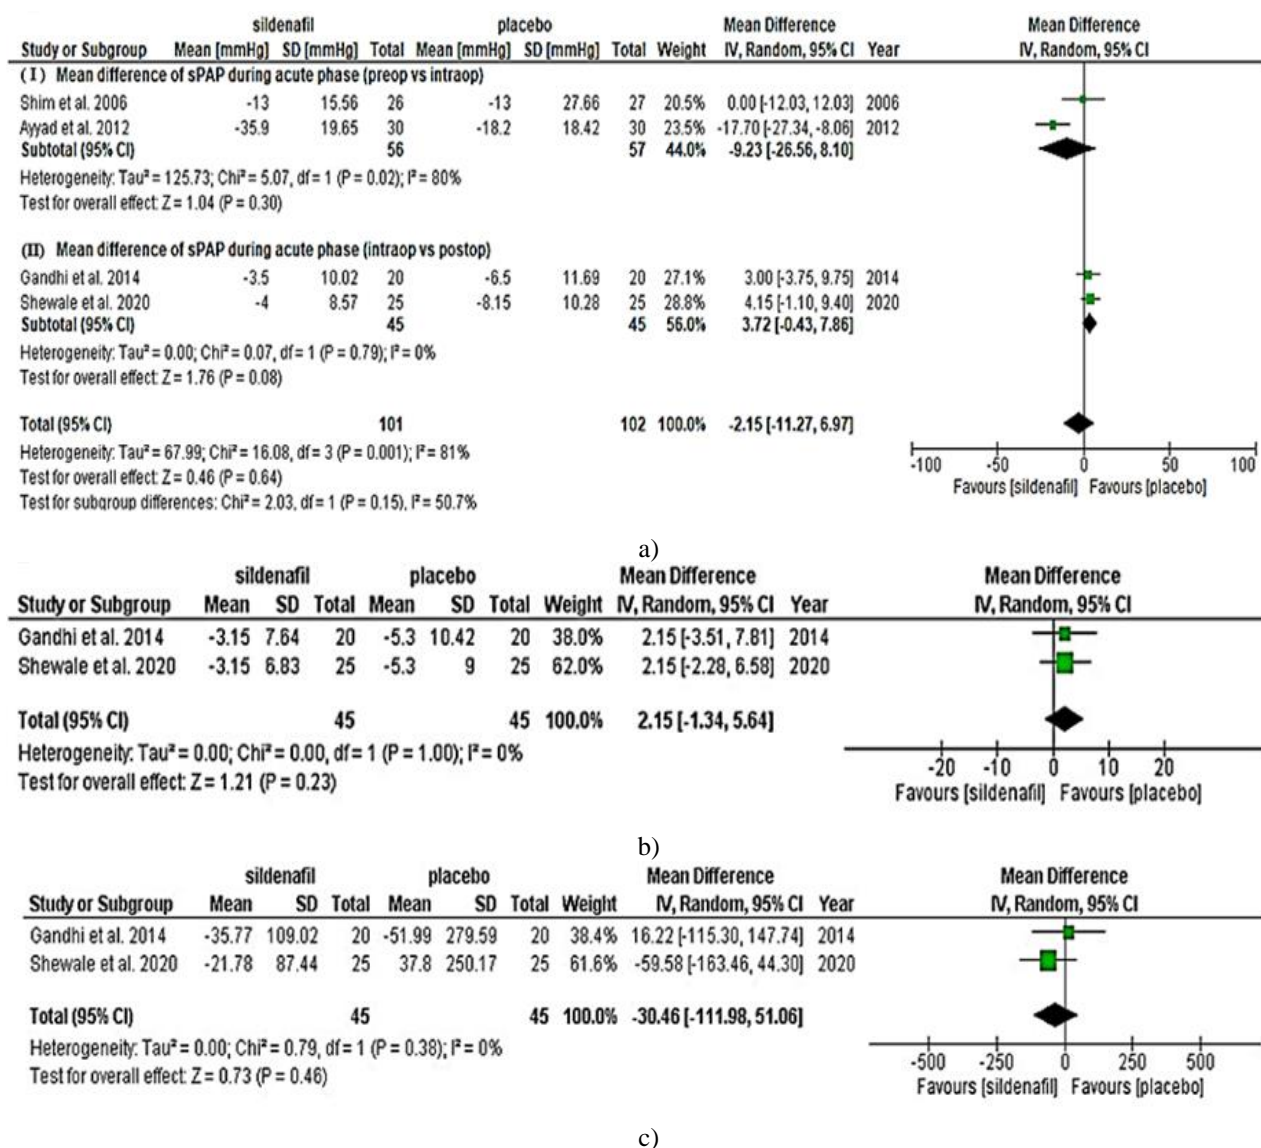 sildenafil placebo Mean Difference Mean Difference
Study or Subgroup Mean [mmHg] SD [mmHg] Total Mean [mmHg] SD [mmHg] Total Weight IV, Random, 95% CI Year IV, Random, 95% CI
(I) Mean difference of sPAP during acute phase (preop vs intraop)
Shim et al. 2006 -13 15.56 26 -13 27.66 27 20.5% 0.00 [-12.03, 12.03] 2006
Ayyad et al. 2012 -35.9 19.65 30 -18.2 18.42 30 23.5% -17.70 [-27.34, -8.06] 2012
Subtotal (95% CI) 56 57 44.0% -9.23 [-26.56, 8.10]
Heterogeneity: Tau² = 125.73; Chi² = 5.07, df = 1 (P = 0.02); I² = 80%
Test for overall effect: Z = 1.04 (P = 0.30)
(II) Mean difference of sPAP during acute phase (intraop vs postop)
Gandhi et al. 2014 -3.5 10.02 20 -6.5 11.69 20 27.1% 3.00 [-3.75, 9.75] 2014
Shewale et al. 2020 -4 8.57 25 -8.15 10.28 25 28.8% 4.15 [-1.10, 9.40] 2020
Subtotal (95% CI) 45 45 56.0% 3.72 [-0.43, 7.86]
Heterogeneity: Tau² = 0.00; Chi² = 0.07, df = 1 (P = 0.79); I² = 0%
Test for overall effect: Z = 1.76 (P = 0.08)
Total (95% CI) 101 102 100.0% -2.15 [-11.27, 6.97]
Heterogeneity: Tau² = 67.99; Chi² = 16.08, df = 3 (P = 0.001); I² = 81%
Test for overall effect: Z = 0.46 (P = 0.64)
Test for subgroup differences: Chi² = 2.03, df = 1 (P = 0.15), I² = 50.7%
-100 -50 0 50 100
Favours [sildenafil] Favours [placebo]
a)
sildenafil placebo Mean Difference Mean Difference
Study or Subgroup Mean SD Total Mean SD Total Weight IV, Random, 95% CI Year IV, Random, 95% CI
Gandhi et al. 2014 -3.15 7.64 20 -5.3 10.42 20 38.0% 2.15 [-3.51, 7.81] 2014
Shewale et al. 2020 -3.15 6.83 25 -5.3 9 25 62.0% 2.15 [-2.28, 6.58] 2020
Total (95% CI) 45 45 100.0% 2.15 [-1.34, 5.64]
Heterogeneity: Tau² = 0.00; Chi² = 0.00, df = 1 (P = 1.00); I² = 0%
Test for overall effect: Z = 1.21 (P = 0.23)
-20 -10 0 10 20
Favours [sildenafil] Favours [placebo]
b)
sildenafil placebo Mean Difference Mean Difference
Study or Subgroup Mean SD Total Mean SD Total Weight IV, Random, 95% CI Year IV, Random, 95% CI
Gandhi et al. 2014 -35.77 109.02 20 -51.99 279.59 20 38.4% 16.22 [-115.30, 147.74] 2014
Shewale et al. 2020 -21.78 87.44 25 37.8 250.17 25 61.6% -59.58 [-163.46, 44.30] 2020
Total (95% CI) 45 45 100.0% -30.46 [-111.98, 51.06]
Heterogeneity: Tau² = 0.00; Chi² = 0.79, df = 1 (P = 0.38); I² = 0%
Test for overall effect: Z = 0.73 (P = 0.46)
-500 -250 0 250 500
Favours [sildenafil] Favours [placebo]
c)